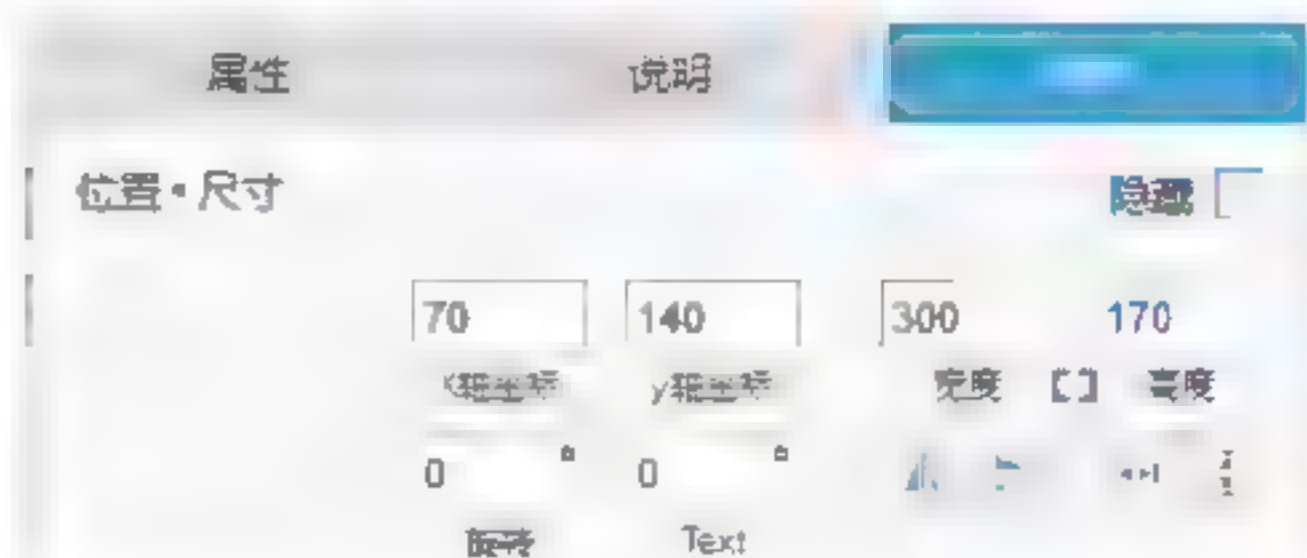 属性 说明
位置·尺寸 隐藏
70 140 300 170
X轴坐标 y轴坐标 宽度 高度
0 ° 0 °
旋转 Text